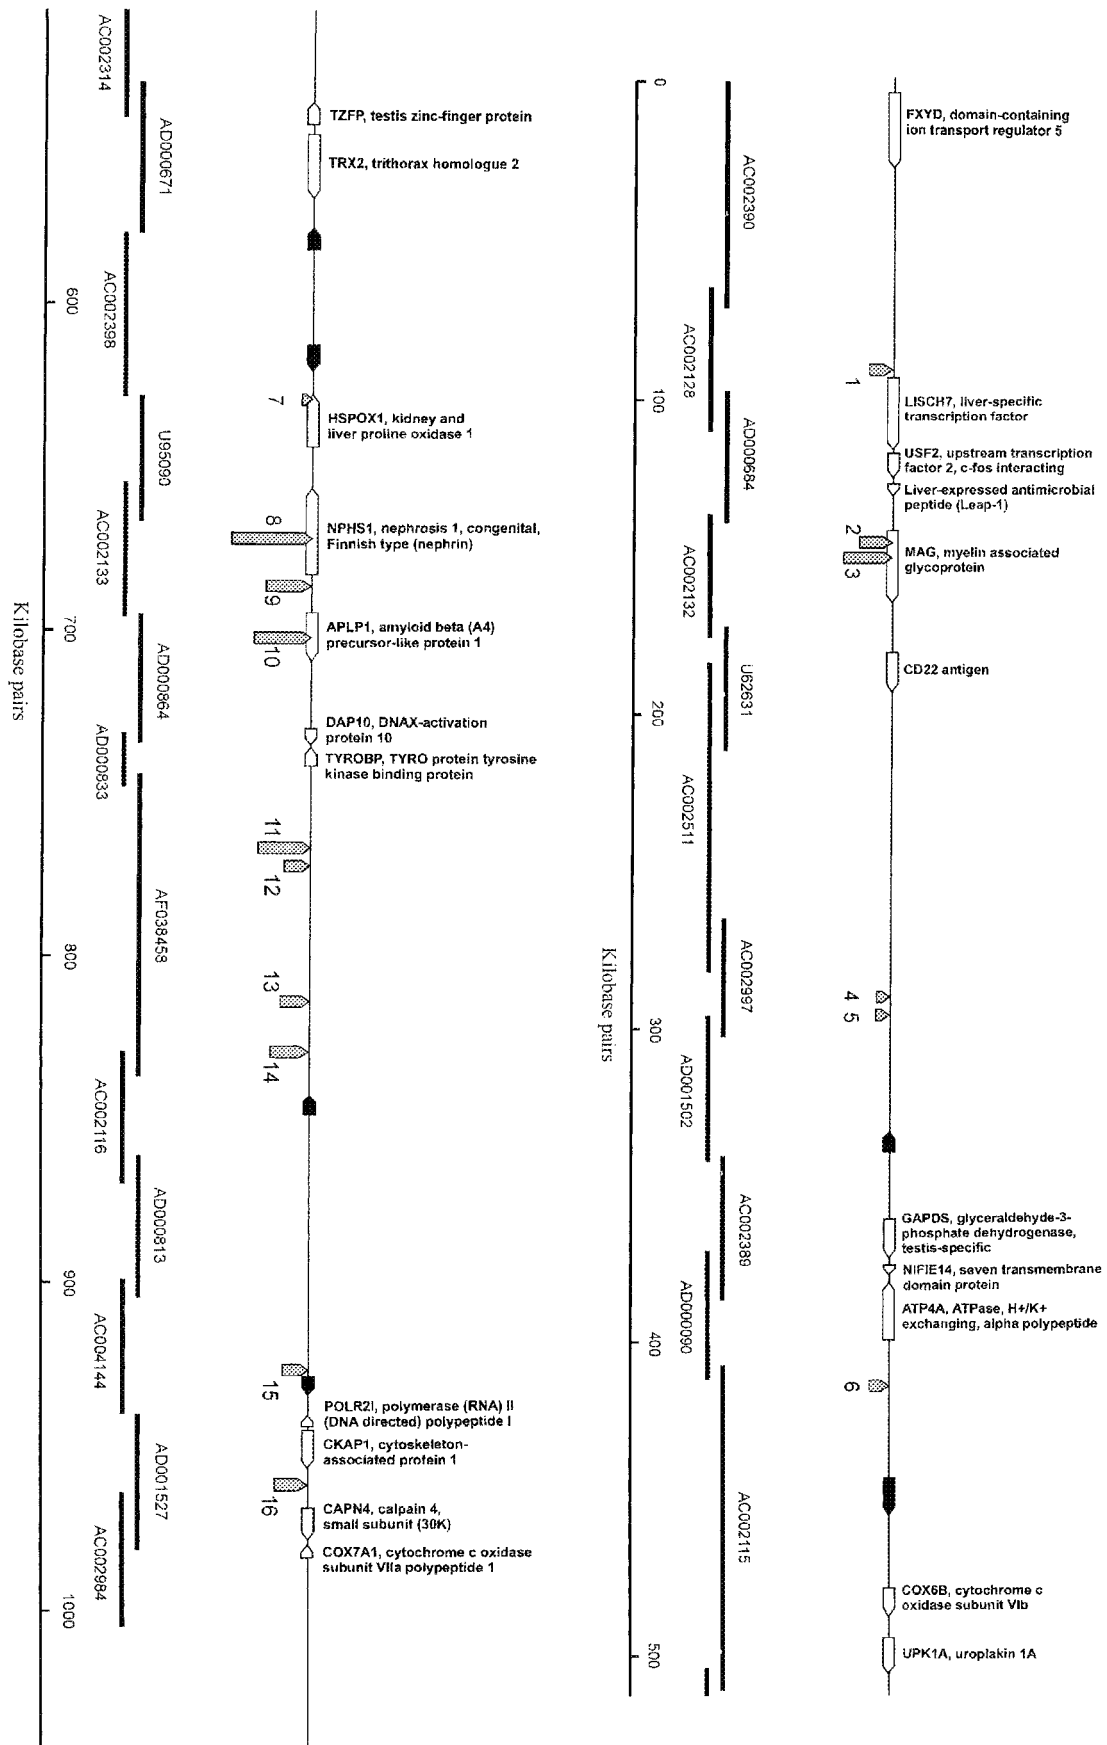 FXYD, domain-containing
ion transport regulator 5
LISCH7, liver-specific
transcription factor
USF2, upstream transcription
factor 2, c-fos interacting
Liver-expressed antimicrobial
peptide (Leap-1)
MAG, myelin associated
glycoprotein
CD22 antigen
GAPDS, glyceraldehyde-3-
phosphate dehydrogenase,
testis-specific
NIFIE14, seven transmembrane
domain protein
ATP4A, ATPase, H+/K+
exchanging, alpha polypeptide
COX6B, cytochrome c
oxidase subunit VIb
UPK1A, uroplakin 1A
1
2
3
4
5
6
AC002390
AC002128
AD000684
AC002132
U62631
AC002511
AC002997
AD001502
AC002389
AD000090
AC002115
0
100
200
300
400
500
Kilobase pairs
TZFP, testis zinc-finger protein
TRX2, trithorax homologue 2
HSPOX1, kidney and
liver proline oxidase 1
NPHS1, nephrosis 1, congenital,
Finnish type (nephrin)
APLP1, amyloid beta (A4)
precursor-like protein 1
DAP10, DNAX-activation
protein 10
TYROBP, TYRO protein tyrosine
kinase binding protein
POLR2I, polymerase (RNA) II
(DNA directed) polypeptide I
CKAP1, cytoskeleton-
associated protein 1
CAPN4, calpain 4,
small subunit (30K)
COX7A1, cytochrome c oxidase
subunit VIIa polypeptide 1
7
8
9
10
11
12
13
14
15
16
AC002314
AD000671
AC002398
U95090
AC002133
AD000864
AD000833
AF038458
AC002116
AD000813
AC004144
AD001527
AC002984
600
700
800
900
1000
Kilobase pairs